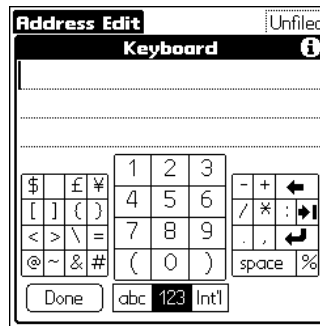 Address Edit Unfiled
Keyboard i
1 2 3
$ £ ¥ 4 5 6 - + ←
[ ] { } 7 8 9 / * : →I
< > \ = ( 0 ) . , ↵
@ ~ & # space %
Done abc 123 Int'l